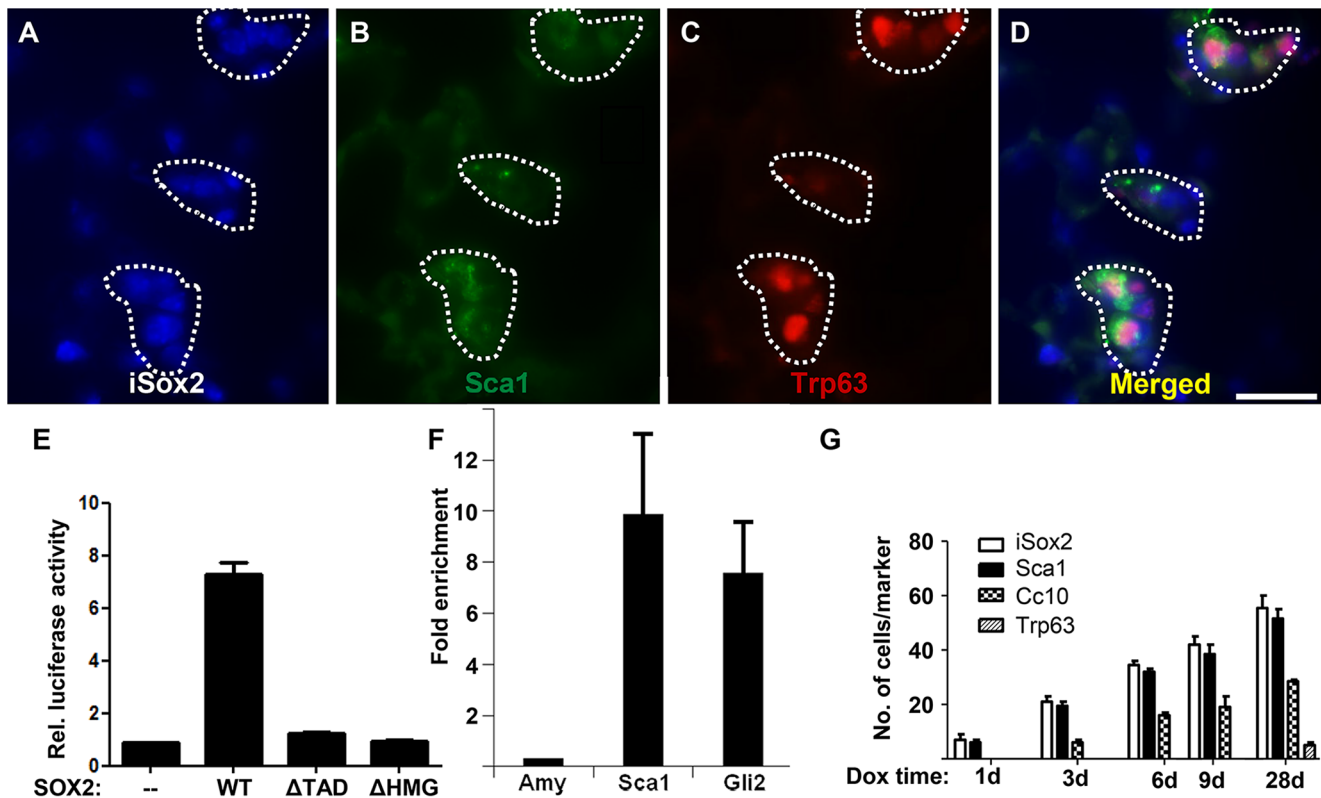 A
B
C
D
iSox2
Sca1
Trp63
Merged
E
Rel. luciferase activity
10
8
6
4
2
0
SOX2: -- WT ΔTAD ΔHMG
F
Fold enrichment
12
10
8
6
4
2
Amy Sca1 Gli2
G
No. of cells/marker
80
60
40
20
iSox2
Sca1
Cc10
Trp63
Dox time: 1d 3d 6d 9d 28d